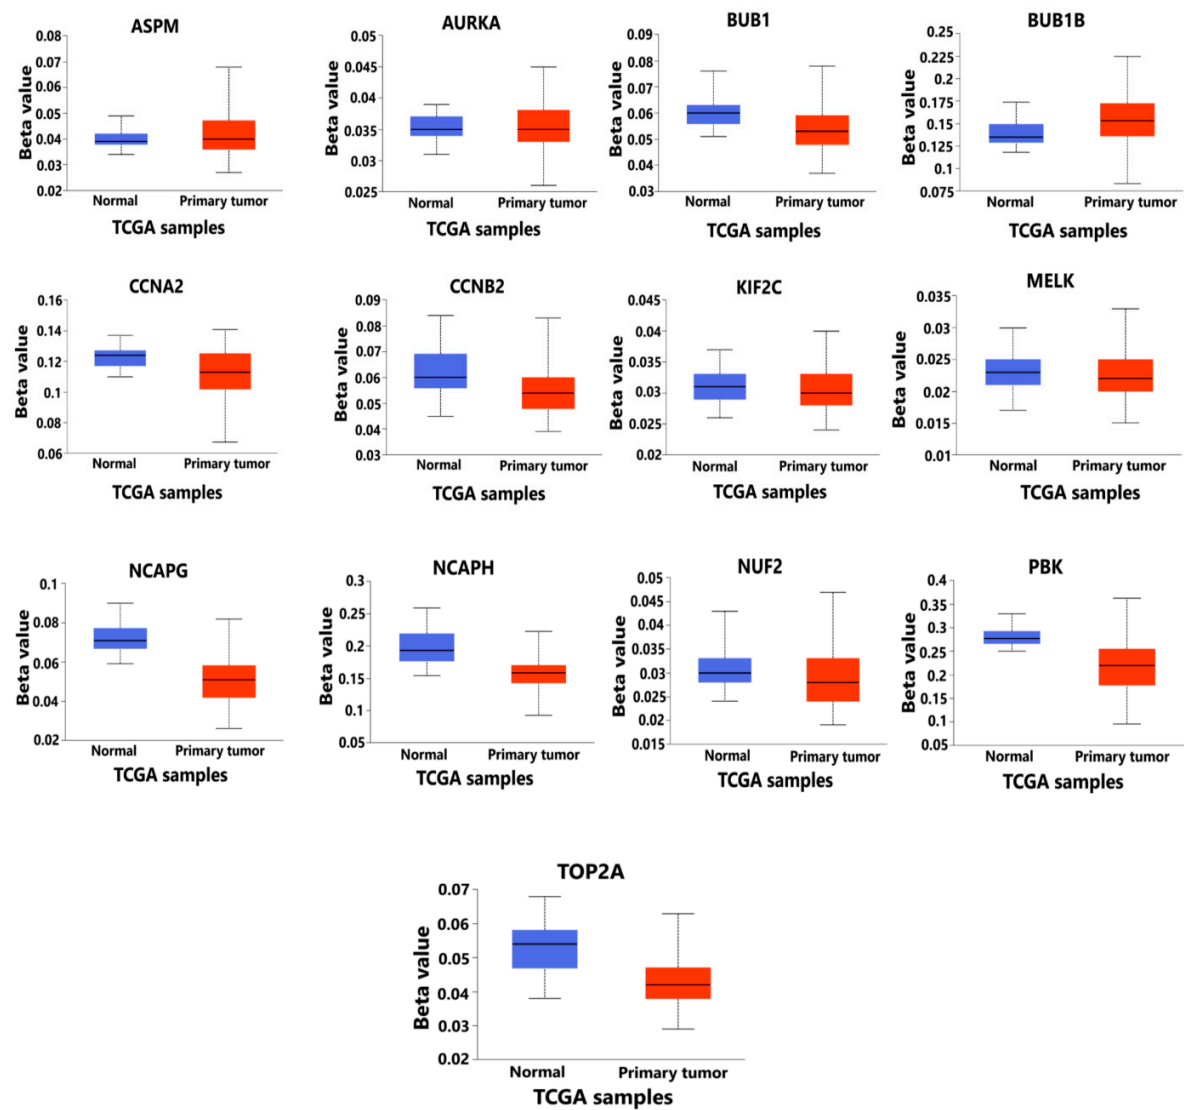 ASPM
0.08
0.07
0.06
0.05
0.04
0.03
0.02
Beta value
Normal Primary tumor
TCGA samples
AURKA
0.05
0.045
0.04
0.035
0.03
0.025
Beta value
Normal Primary tumor
TCGA samples
BUB1
0.09
0.08
0.07
0.06
0.05
0.04
0.03
Beta value
Normal Primary tumor
TCGA samples
BUB1B
0.25
0.225
0.2
0.175
0.15
0.125
0.1
0.075
Beta value
Normal Primary tumor
TCGA samples
CCNA2
0.16
0.14
0.12
0.1
0.08
0.06
Beta value
Normal Primary tumor
TCGA samples
CCNB2
0.09
0.08
0.07
0.06
0.05
0.04
0.03
Beta value
Normal Primary tumor
TCGA samples
KIF2C
0.045
0.04
0.035
0.03
0.025
0.02
Beta value
Normal Primary tumor
TCGA samples
MELK
0.035
0.03
0.025
0.02
0.015
0.01
Beta value
Normal Primary tumor
TCGA samples
NCAPG
0.1
0.08
0.06
0.04
0.02
Beta value
Normal Primary tumor
TCGA samples
NCAPH
0.3
0.25
0.2
0.15
0.1
0.05
Beta value
Normal Primary tumor
TCGA samples
NUF2
0.05
0.045
0.04
0.035
0.03
0.025
0.02
0.015
Beta value
Normal Primary tumor
TCGA samples
PBK
0.4
0.35
0.3
0.25
0.2
0.15
0.1
0.05
Beta value
Normal Primary tumor
TCGA samples
TOP2A
0.07
0.06
0.05
0.04
0.03
0.02
Beta value
Normal Primary tumor
TCGA samples